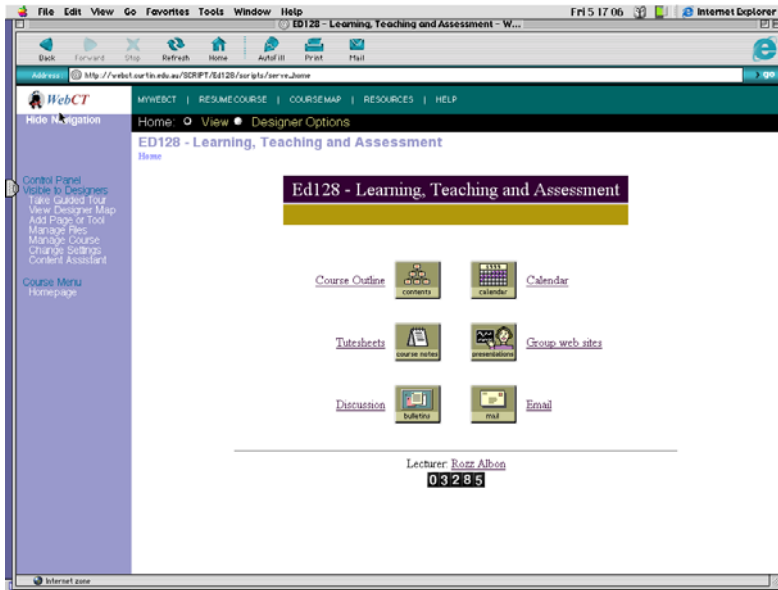 File Edit View Go Favorites Tools Window Help Fri 5 17 06 Internet Explorer
ED128 - Learning, Teaching and Assessment - W...
Back Forward Stop Refresh Home AutoFill Print Mail
Address http://webct.curtin.edu.au/SCRIPT/Ed128/scripts/serve_home go
WebCT MYWEBCT | RESUME COURSE | COURSE MAP | RESOURCES | HELP
Hide Navigation Home: View Designer Options
ED128 - Learning, Teaching and Assessment
Home
Control Panel
Visible to Designers
Take Guided Tour
View Designer Map
Add Page or Tool
Manage Files
Manage Course
Change Settings
Content Assistant
Course Menu
Homepage
Ed128 - Learning, Teaching and Assessment
Course Outline contents calendar Calendar
Tutesheets course notes presentations Group web sites
Discussion bulletins mail Email
Lecturer: Rozz Albon
03285
Internet zone